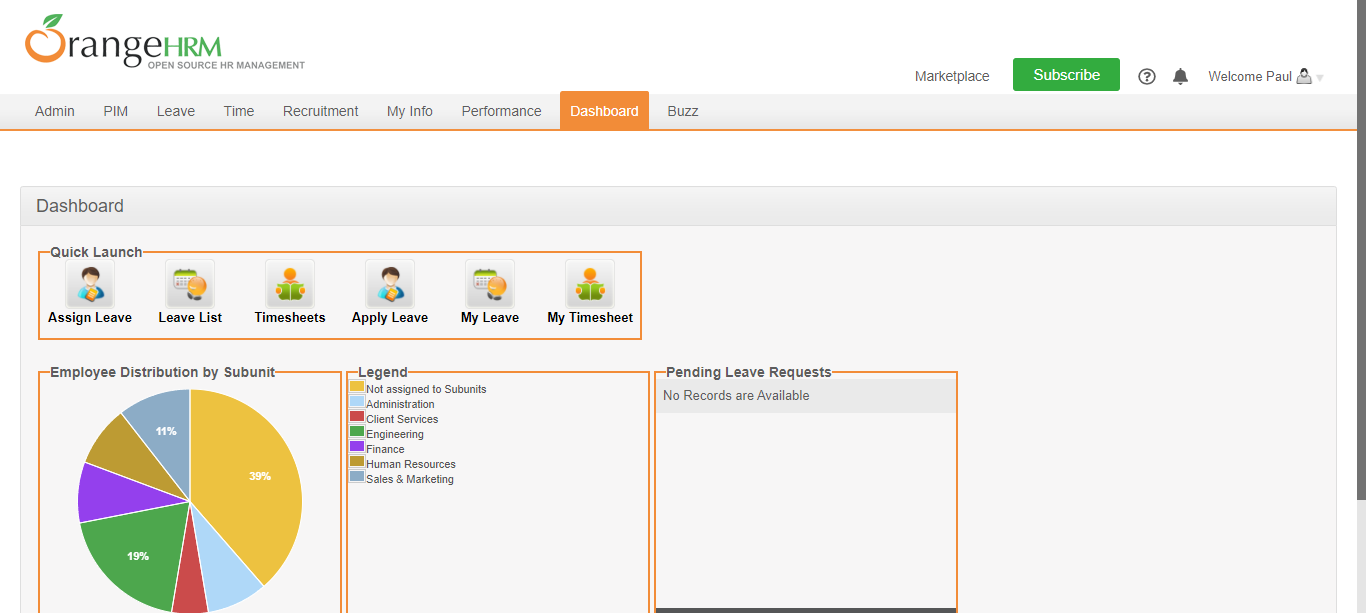 OrangeHRM
OPEN SOURCE HR MANAGEMENT
Marketplace Subscribe ? Welcome Paul
Admin PIM Leave Time Recruitment My Info Performance Dashboard Buzz
Dashboard
Quick Launch
Assign Leave Leave List Timesheets Apply Leave My Leave My Timesheet
Employee Distribution by Subunit
11%
39%
19%
Legend
Not assigned to Subunits
Administration
Client Services
Engineering
Finance
Human Resources
Sales & Marketing
Pending Leave Requests
No Records are Available